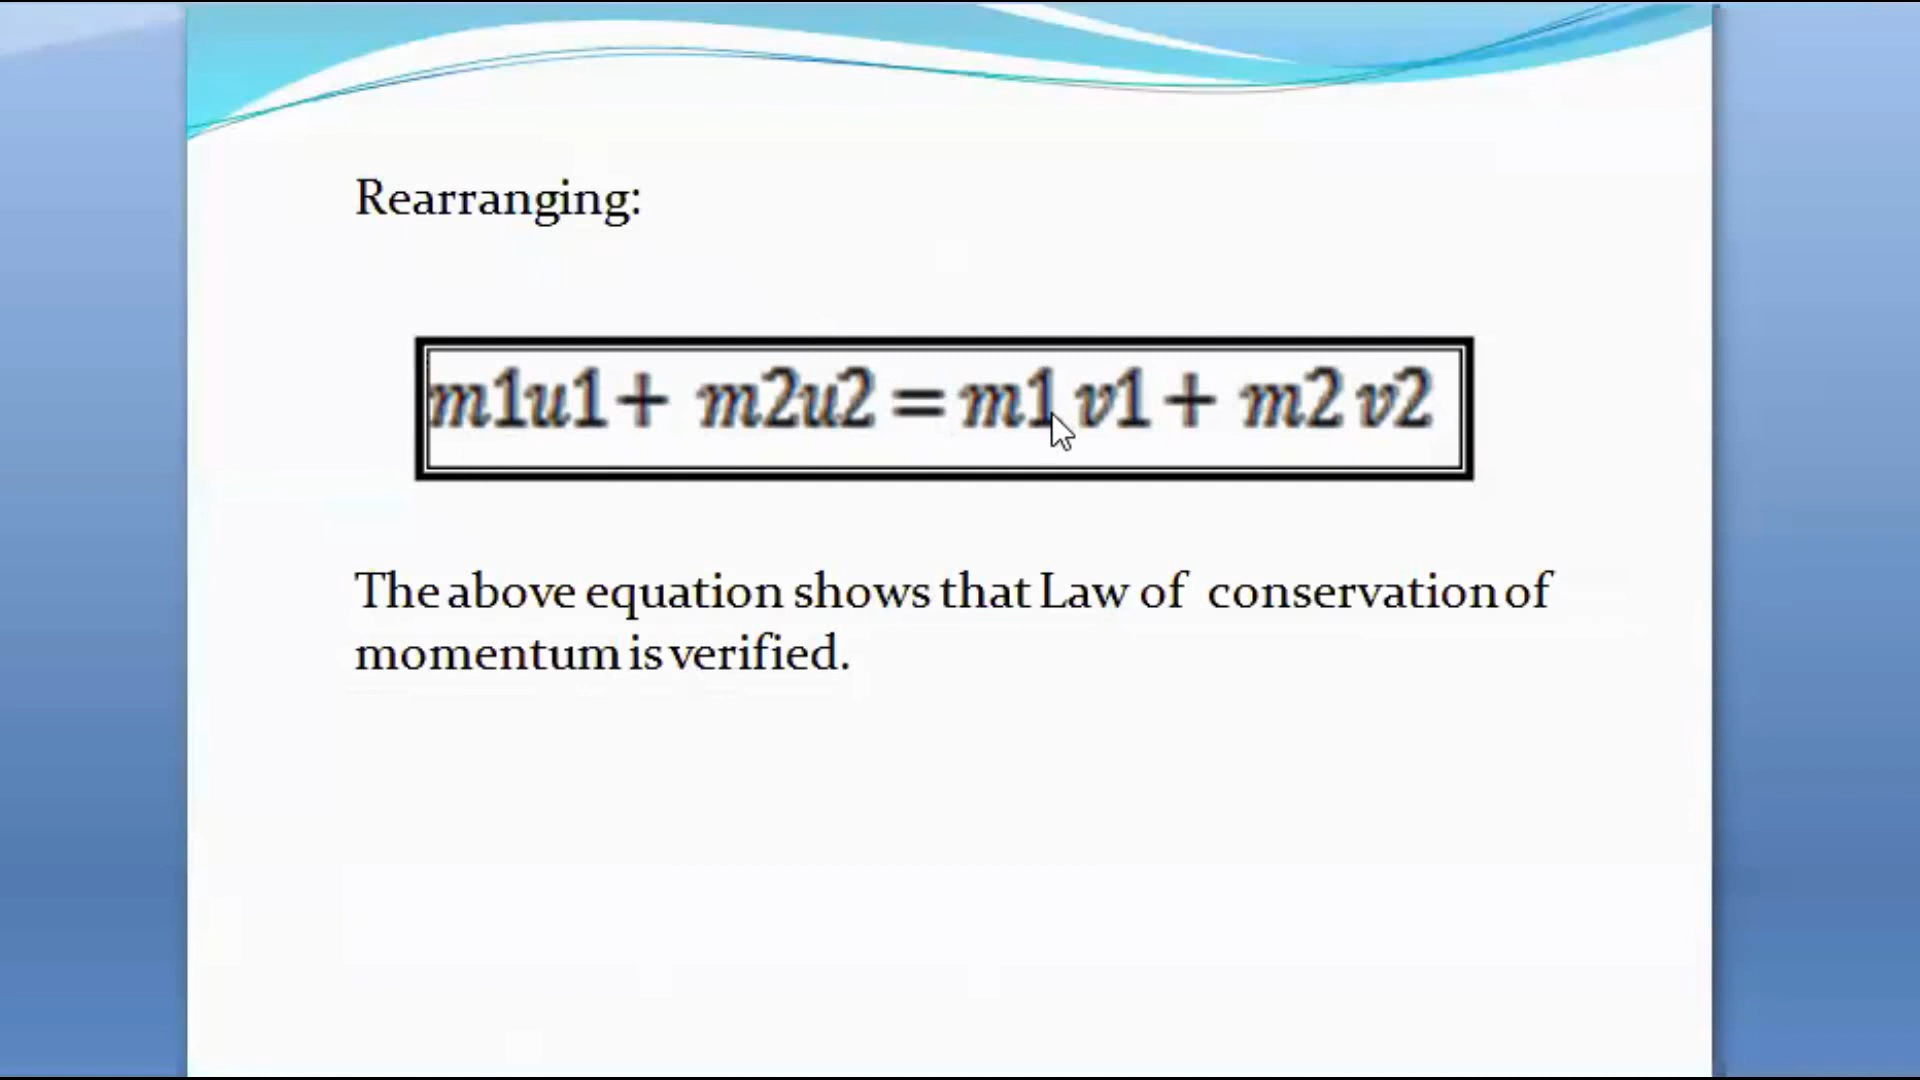 Rearranging:
m1u1+ m2u2 = m1 v1 + m2 v2
The above equation shows that Law of conservation of
momentum is verified.